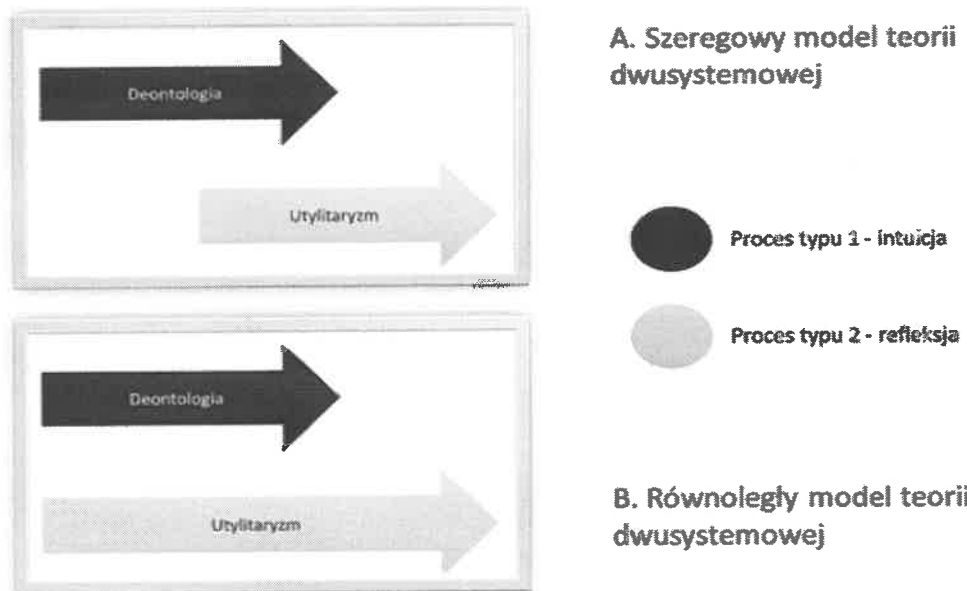 Deontologia
Utylitaryzm
A. Szeregowy model teorii
dwusystemowej
Proces typu 1 - intuicja
Proces typu 2 - refleksja
Deontologia
Utylitaryzm
B. Równoległy model teorii
dwusystemowej